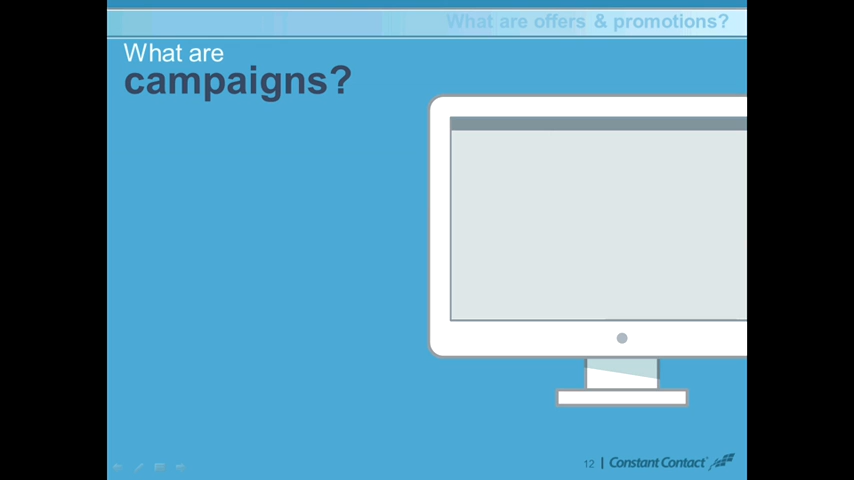 What are offers & promotions?
What are
campaigns?
12 | Constant Contact